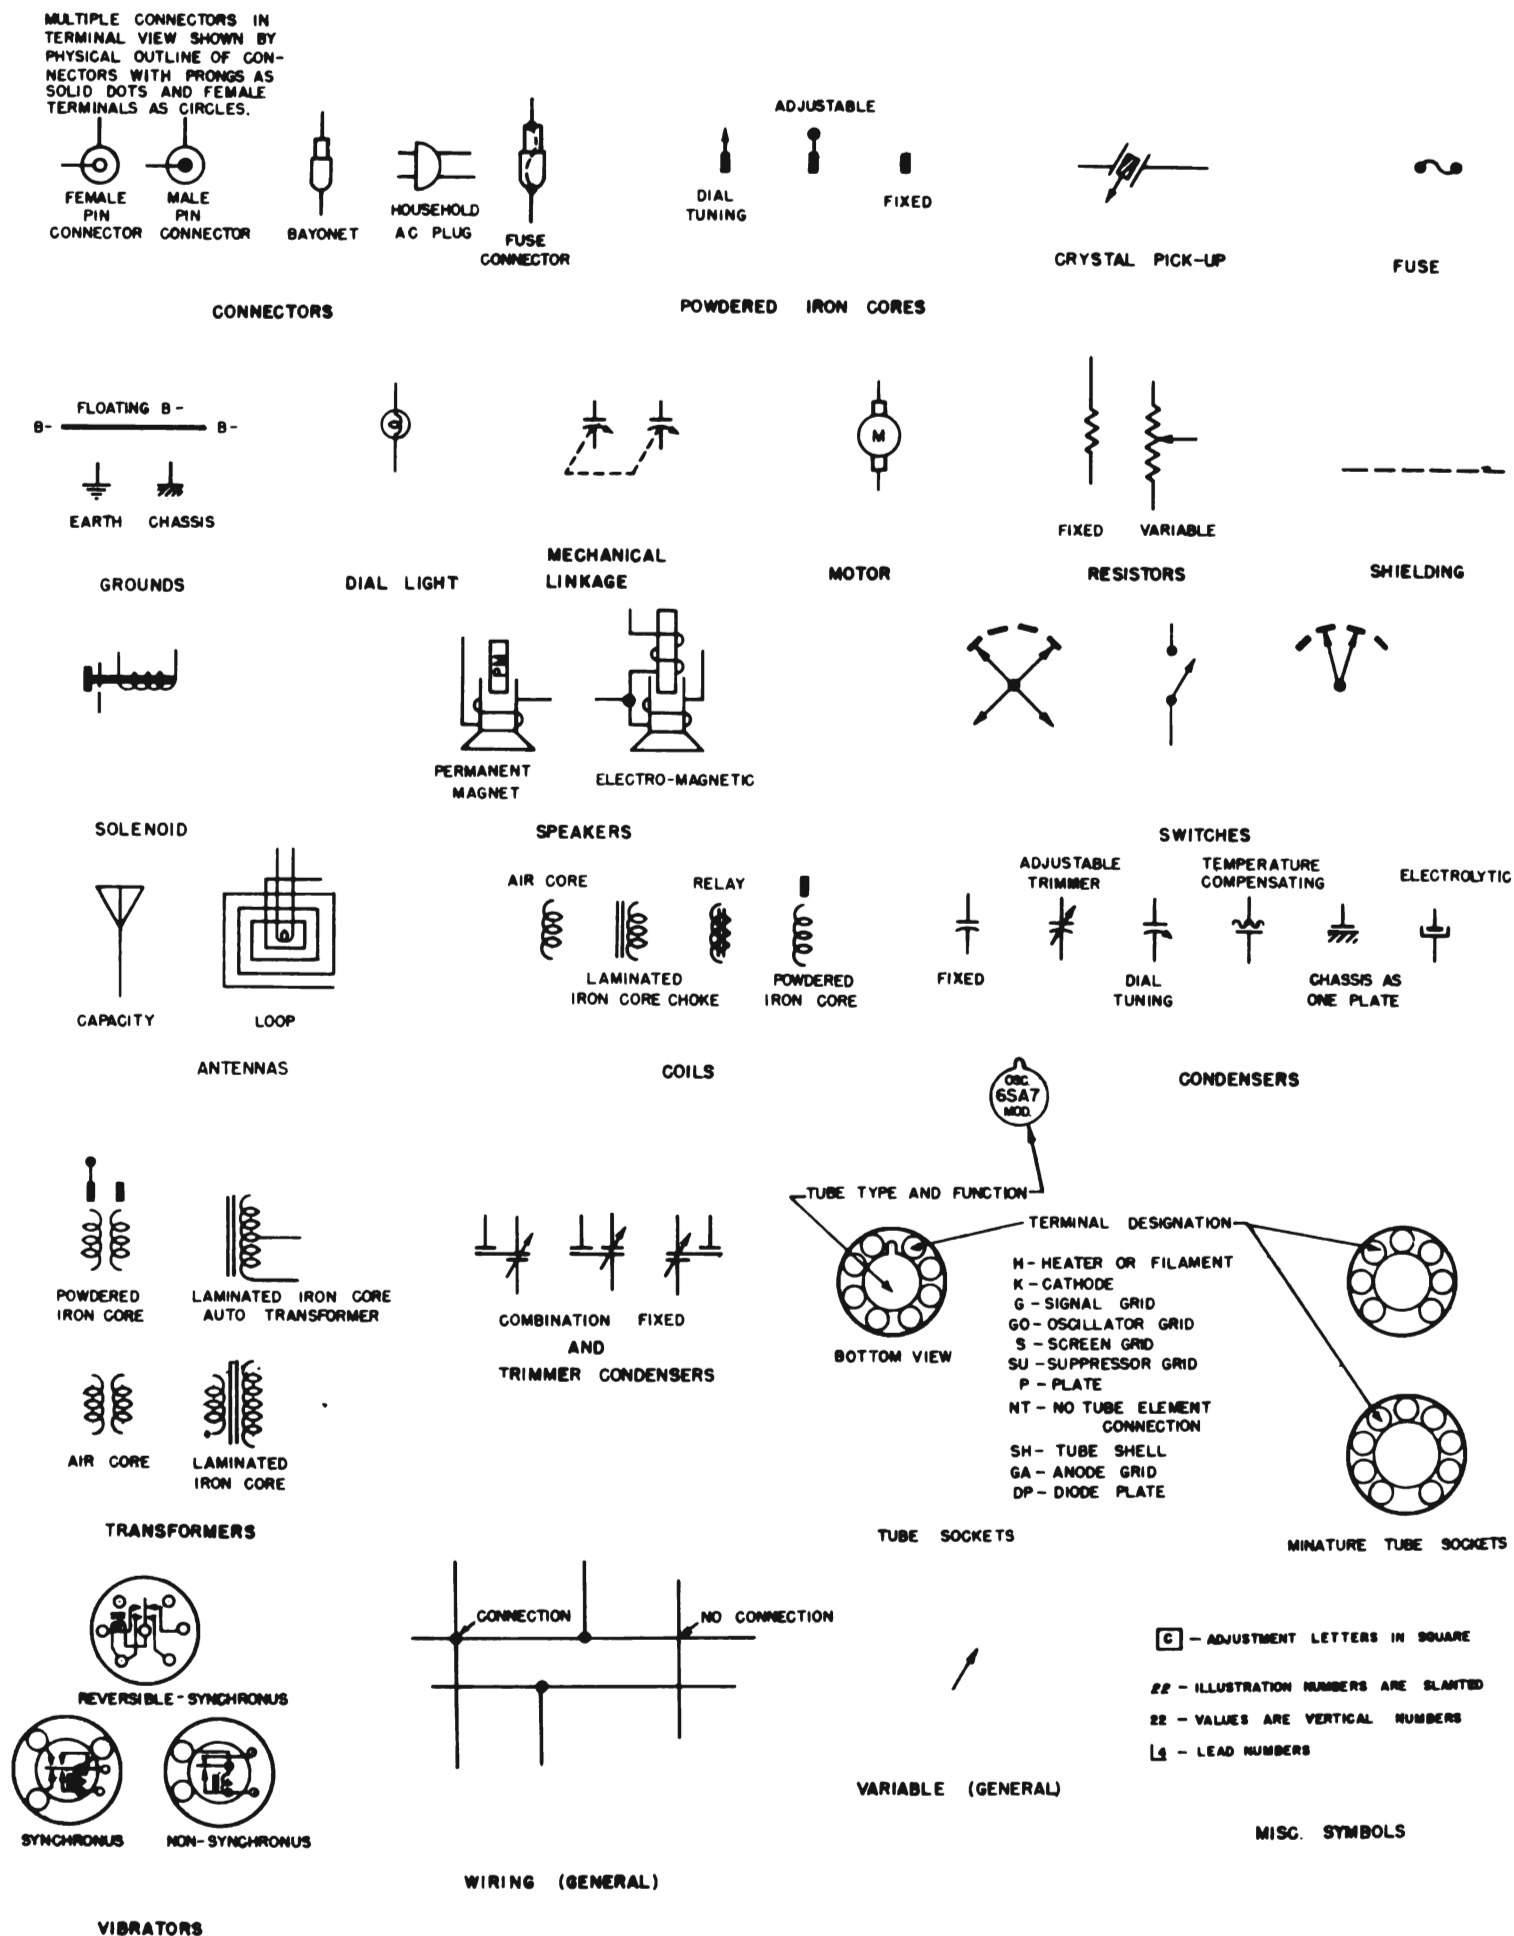 MULTIPLE CONNECTORS IN
TERMINAL VIEW SHOWN BY
PHYSICAL OUTLINE OF CON-
NECTORS WITH PRONGS AS
SOLID DOTS AND FEMALE
TERMINALS AS CIRCLES.
FEMALE
PIN
CONNECTOR
MALE
PIN
CONNECTOR
BAYONET
HOUSEHOLD
AC PLUG
FUSE
CONNECTOR
CONNECTORS
ADJUSTABLE
DIAL
TUNING
FIXED
POWDERED IRON CORES
CRYSTAL PICK-UP
FUSE
FLOATING B-
B-
B-
EARTH
CHASSIS
GROUNDS
DIAL LIGHT
MECHANICAL
LINKAGE
M
MOTOR
FIXED
VARIABLE
RESISTORS
SHIELDING
SOLENOID
PM
PERMANENT
MAGNET
ELECTRO-MAGNETIC
SPEAKERS
SWITCHES
CAPACITY
LOOP
ANTENNAS
AIR CORE
RELAY
LAMINATED
IRON CORE CHOKE
POWDERED
IRON CORE
COILS
ADJUSTABLE
TRIMMER
TEMPERATURE
COMPENSATING
ELECTROLYTIC
FIXED
DIAL
TUNING
CHASSIS AS
ONE PLATE
CONDENSERS
POWDERED
IRON CORE
LAMINATED IRON CORE
AUTO TRANSFORMER
AIR CORE
LAMINATED
IRON CORE
TRANSFORMERS
COMBINATION FIXED
AND
TRIMMER CONDENSERS
OSC.
6SA7
MOD.
TUBE TYPE AND FUNCTION
TERMINAL DESIGNATION
BOTTOM VIEW
H - HEATER OR FILAMENT
K - CATHODE
G - SIGNAL GRID
GO - OSCILLATOR GRID
S - SCREEN GRID
SU - SUPPRESSOR GRID
P - PLATE
NT - NO TUBE ELEMENT
CONNECTION
SH - TUBE SHELL
GA - ANODE GRID
DP - DIODE PLATE
TUBE SOCKETS
MINATURE TUBE SOCKETS
REVERSIBLE-SYNCHRONUS
SYNCHRONUS
NON-SYNCHRONUS
VIBRATORS
CONNECTION
NO CONNECTION
WIRING (GENERAL)
VARIABLE (GENERAL)
C - ADJUSTMENT LETTERS IN SQUARE
22 - ILLUSTRATION NUMBERS ARE SLANTED
22 - VALUES ARE VERTICAL NUMBERS
4 - LEAD NUMBERS
MISC. SYMBOLS